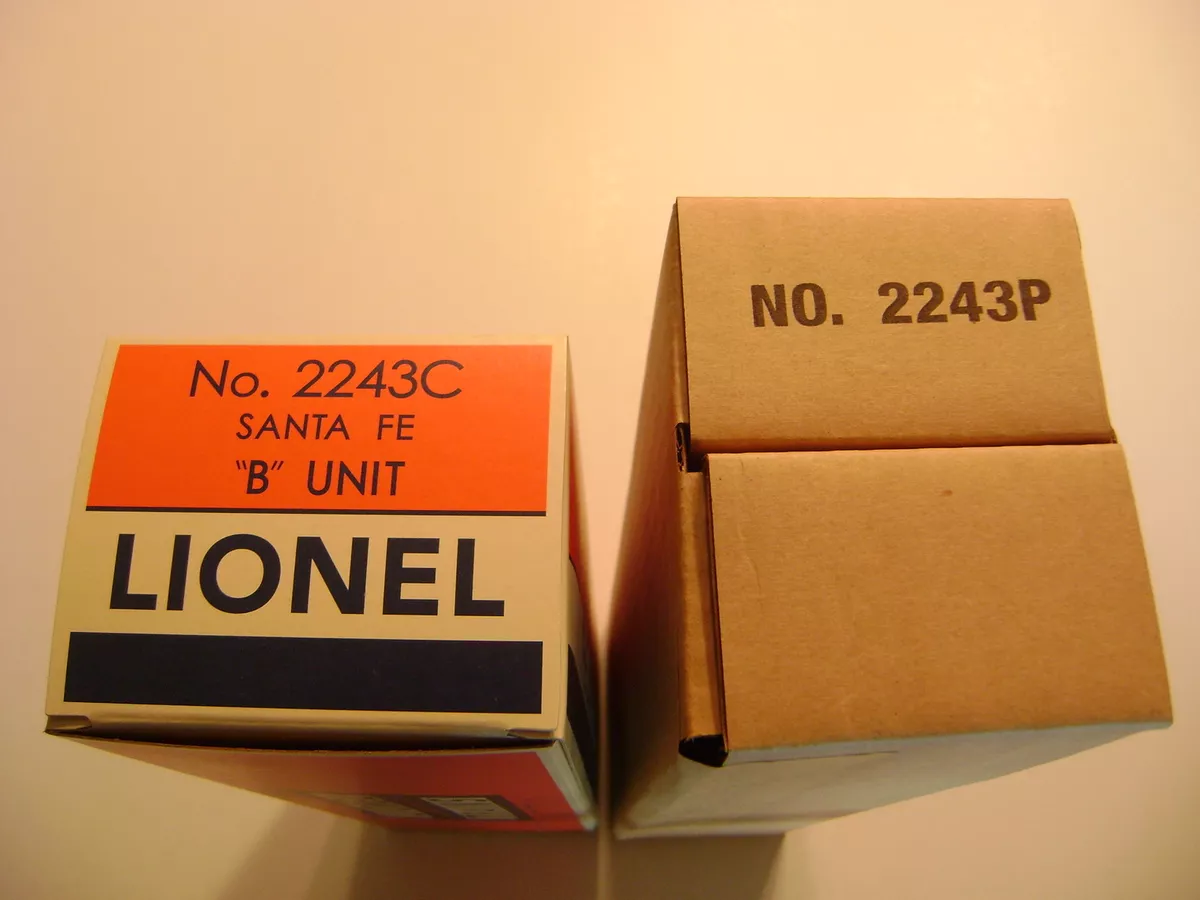 No. 2243C
SANTA FE
"B" UNIT
LIONEL
NO. 2243P